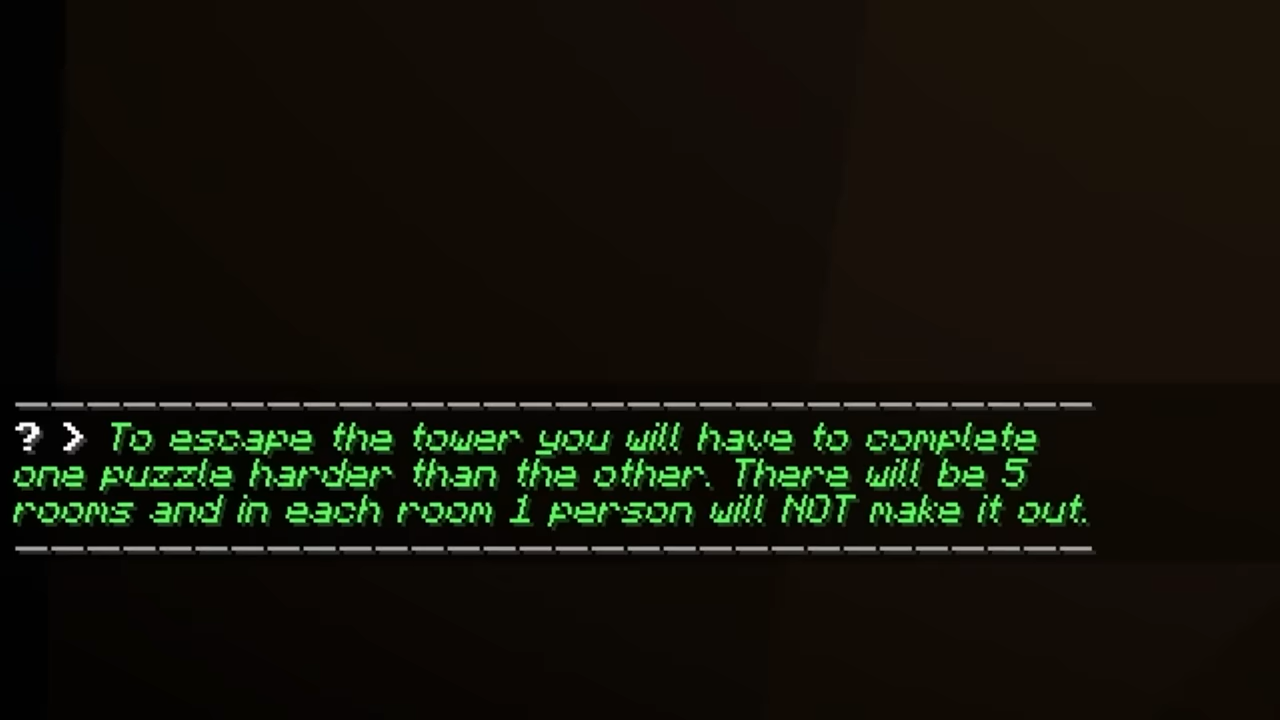 ? > To escape the tower you will have to complete
one puzzle harder than the other. There will be 5
rooms and in each room 1 person will NOT make it out.